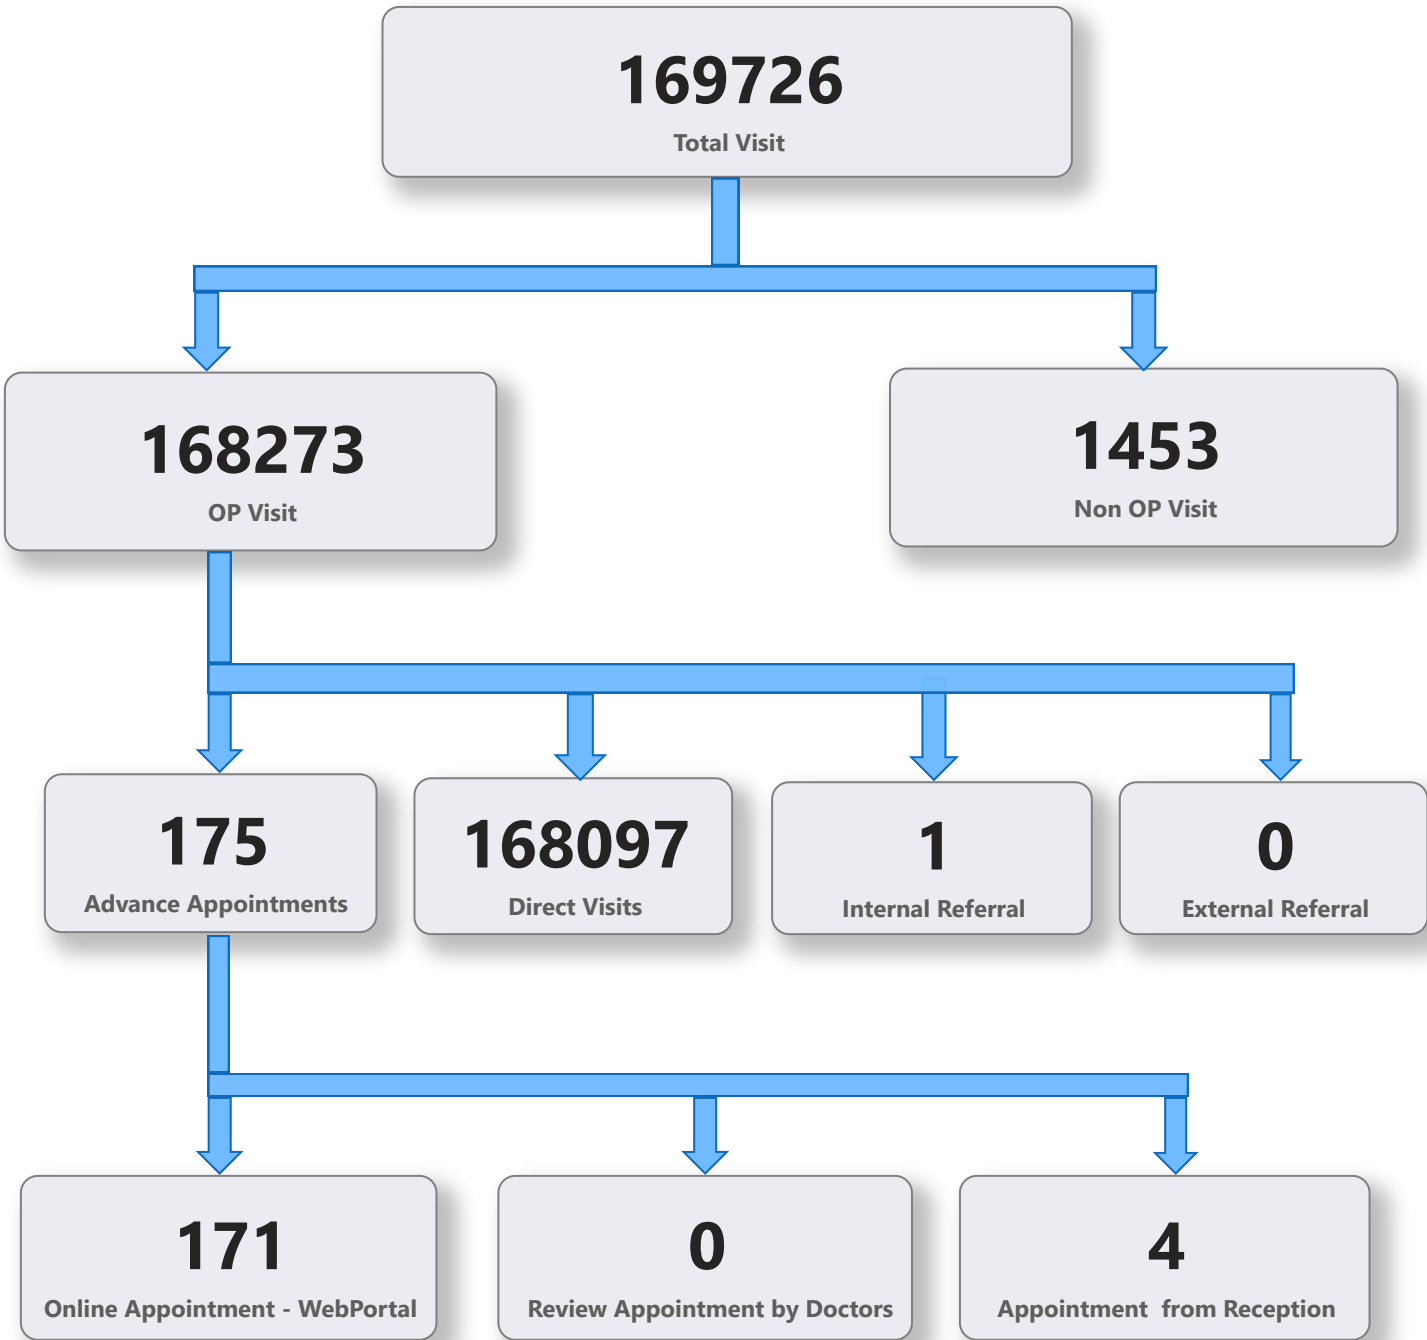 169726
Total Visit
168273
OP Visit
1453
Non OP Visit
175
Advance Appointments
168097
Direct Visits
1
Internal Referral
0
External Referral
171
Online Appointment - WebPortal
0
Review Appointment by Doctors
4
Appointment  from Reception